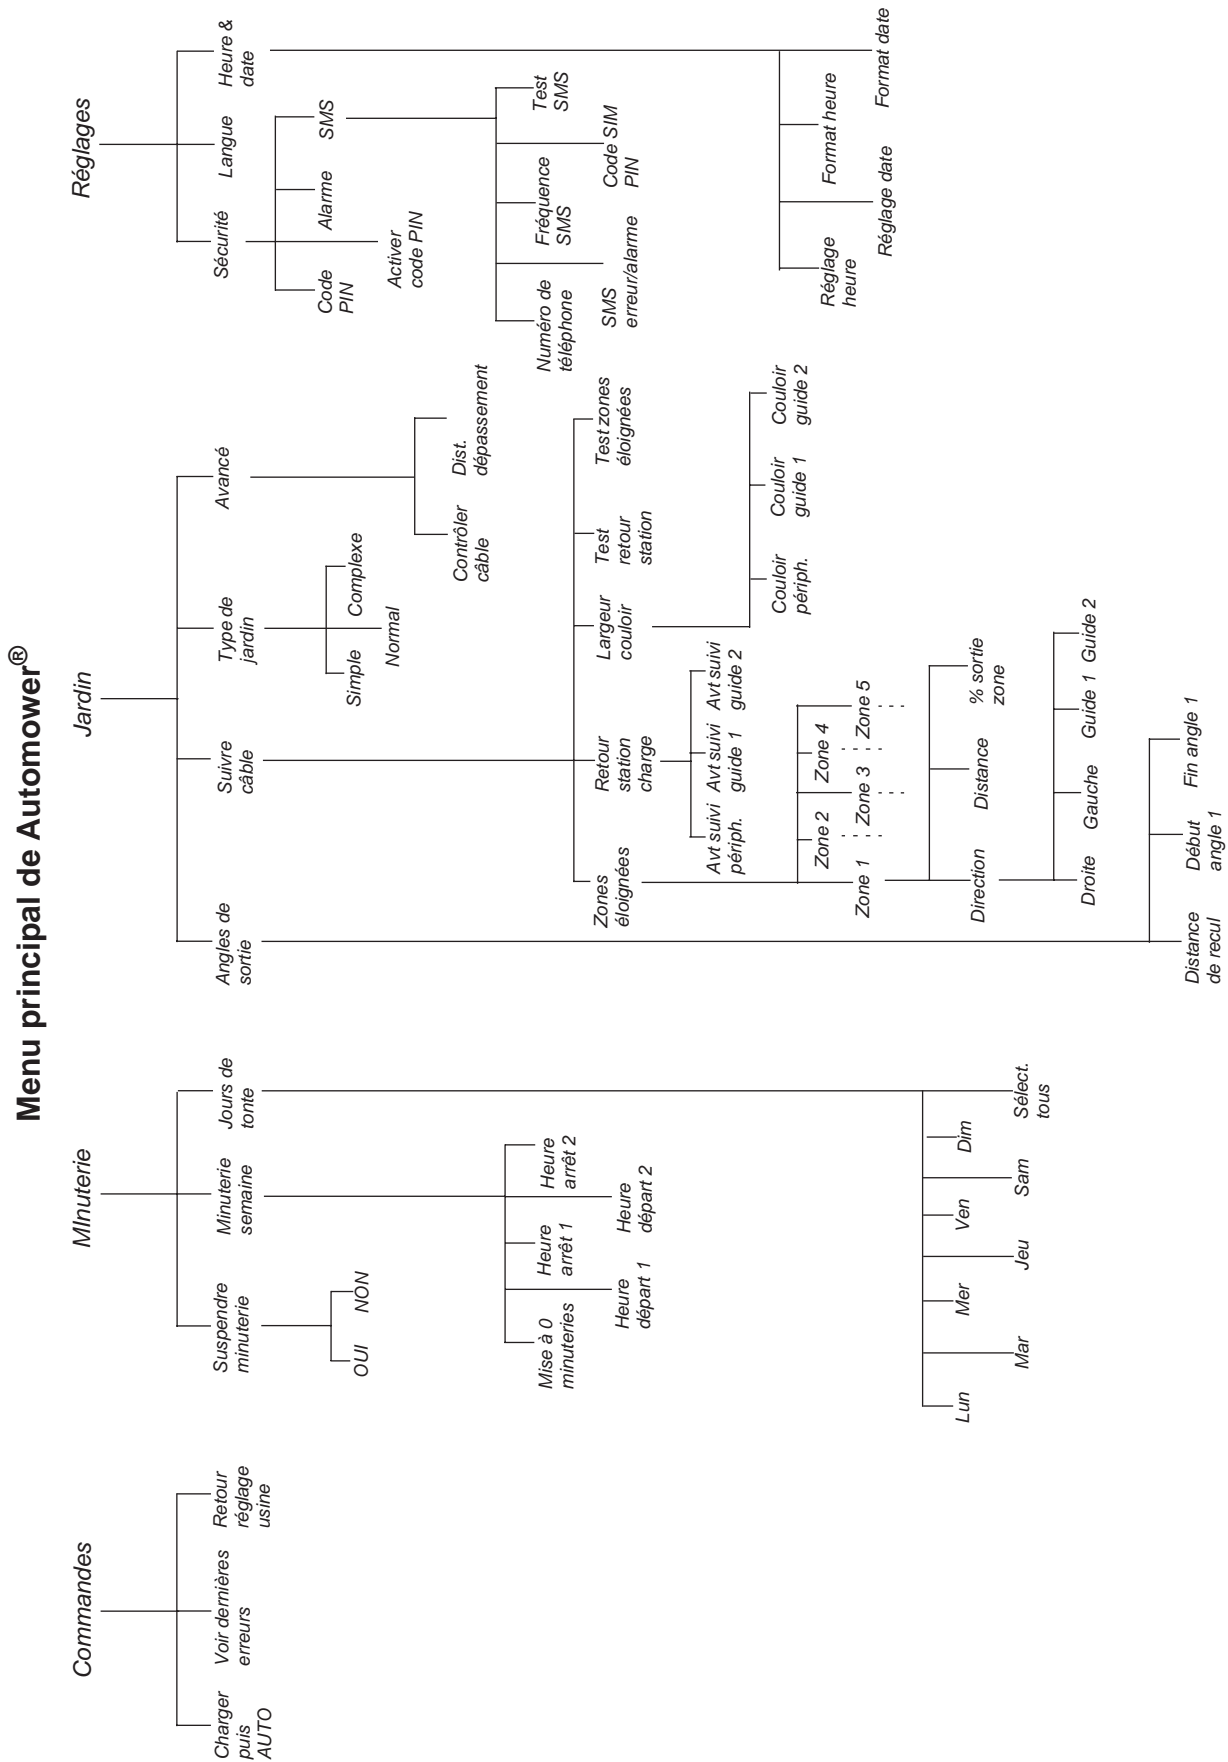 Menu principal de Automower®
Commandes
Charger
puis
AUTO
Voir dernières
erreurs
Retour
réglage
usine
MInuterie
Suspendre
minuterie
OUI
NON
Minuterie
semaine
Mise à 0
minuteries
Heure
départ 1
Heure
arrêt 1
Heure
départ 2
Heure
arrêt 2
Jours de
tonte
Lun
Mar
Mer
Jeu
Ven
Sam
Dim
Sélect.
tous
Jardin
Angles de
sortie
Distance
de recul
Début
angle 1
Fin angle 1
Suivre
câble
Zones
éloignées
Zone 1
Zone 2
Zone 3
Zone 4
Zone 5
Direction
Distance
% sortie
zone
Droite
Gauche
Guide 1
Guide 2
Retour
station
charge
Avt suivi
périph.
Avt suivi
guide 1
Avt suivi
guide 2
Largeur
couloir
Couloir
périph.
Couloir
guide 1
Couloir
guide 2
Test
retour
station
Test zones
éloignées
Type de
jardin
Simple
Normal
Complexe
Avancé
Contrôler
câble
Dist.
dépassement
Réglages
Sécurité
Code
PIN
Activer
code PIN
Alarme
SMS
Numéro de
téléphone
SMS
erreur/alarme
Fréquence
SMS
Code SIM
PIN
Test
SMS
Langue
Heure &
date
Réglage
heure
Réglage date
Format heure
Format date